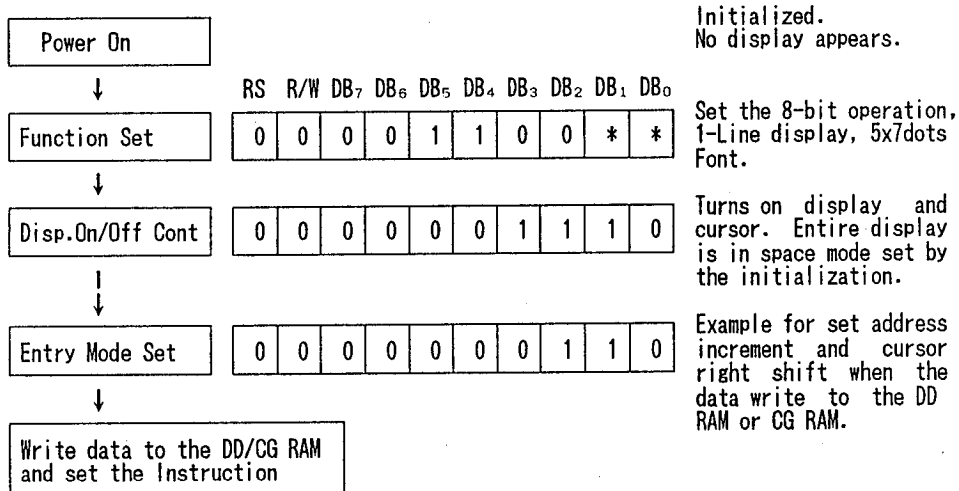 Initialized.
No display appears.
Power On
↓
RS R/W DB₇ DB₆ DB₅ DB₄ DB₃ DB₂ DB₁ DB₀
Function Set
0 0 0 0 1 1 0 0 * *
Set the 8-bit operation,
1-Line display, 5x7dots
Font.
↓
Disp.On/Off Cont
0 0 0 0 0 0 1 1 1 0
Turns on display and
cursor. Entire display
is in space mode set by
the initialization.
↓
Entry Mode Set
0 0 0 0 0 0 0 1 1 0
Example for set address
increment and cursor
right shift when the
data write to the DD
RAM or CG RAM.
↓
Write data to the DD/CG RAM
and set the Instruction